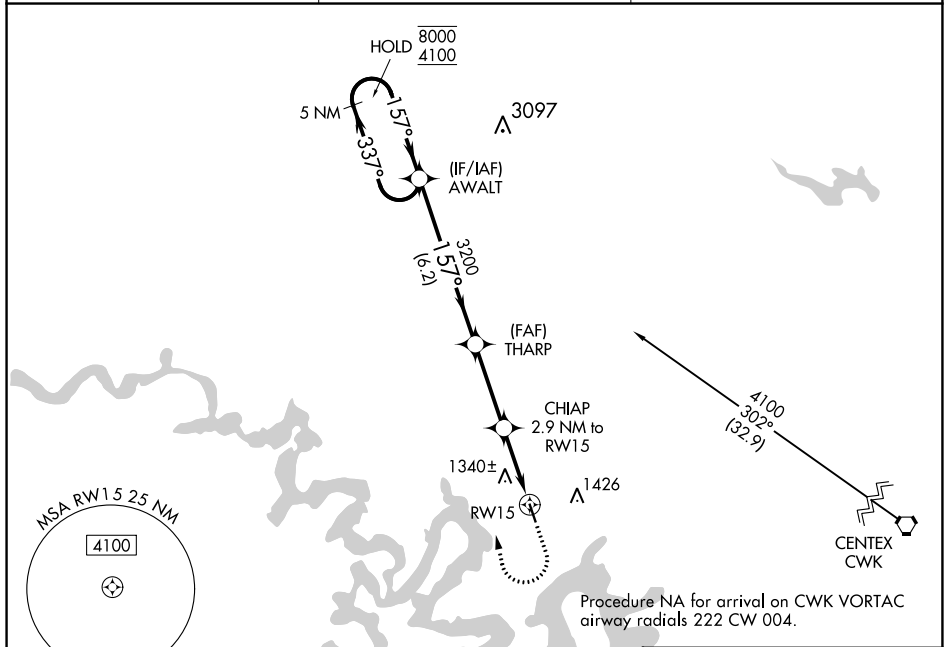 HOLD 8000
4100
5 NM
157°
337°
3097
(IF/IAF)
AWALT
3200
157°
(6.2)
(FAF)
THARP
4100
302°
(32.9)
CHIAP
2.9 NM to
RW15
1340±
1426
RW15
MSA RW15 25 NM
4100
CENTEX
CWK
Procedure NA for arrival on CWK VORTAC
airway radials 222 CW 004.